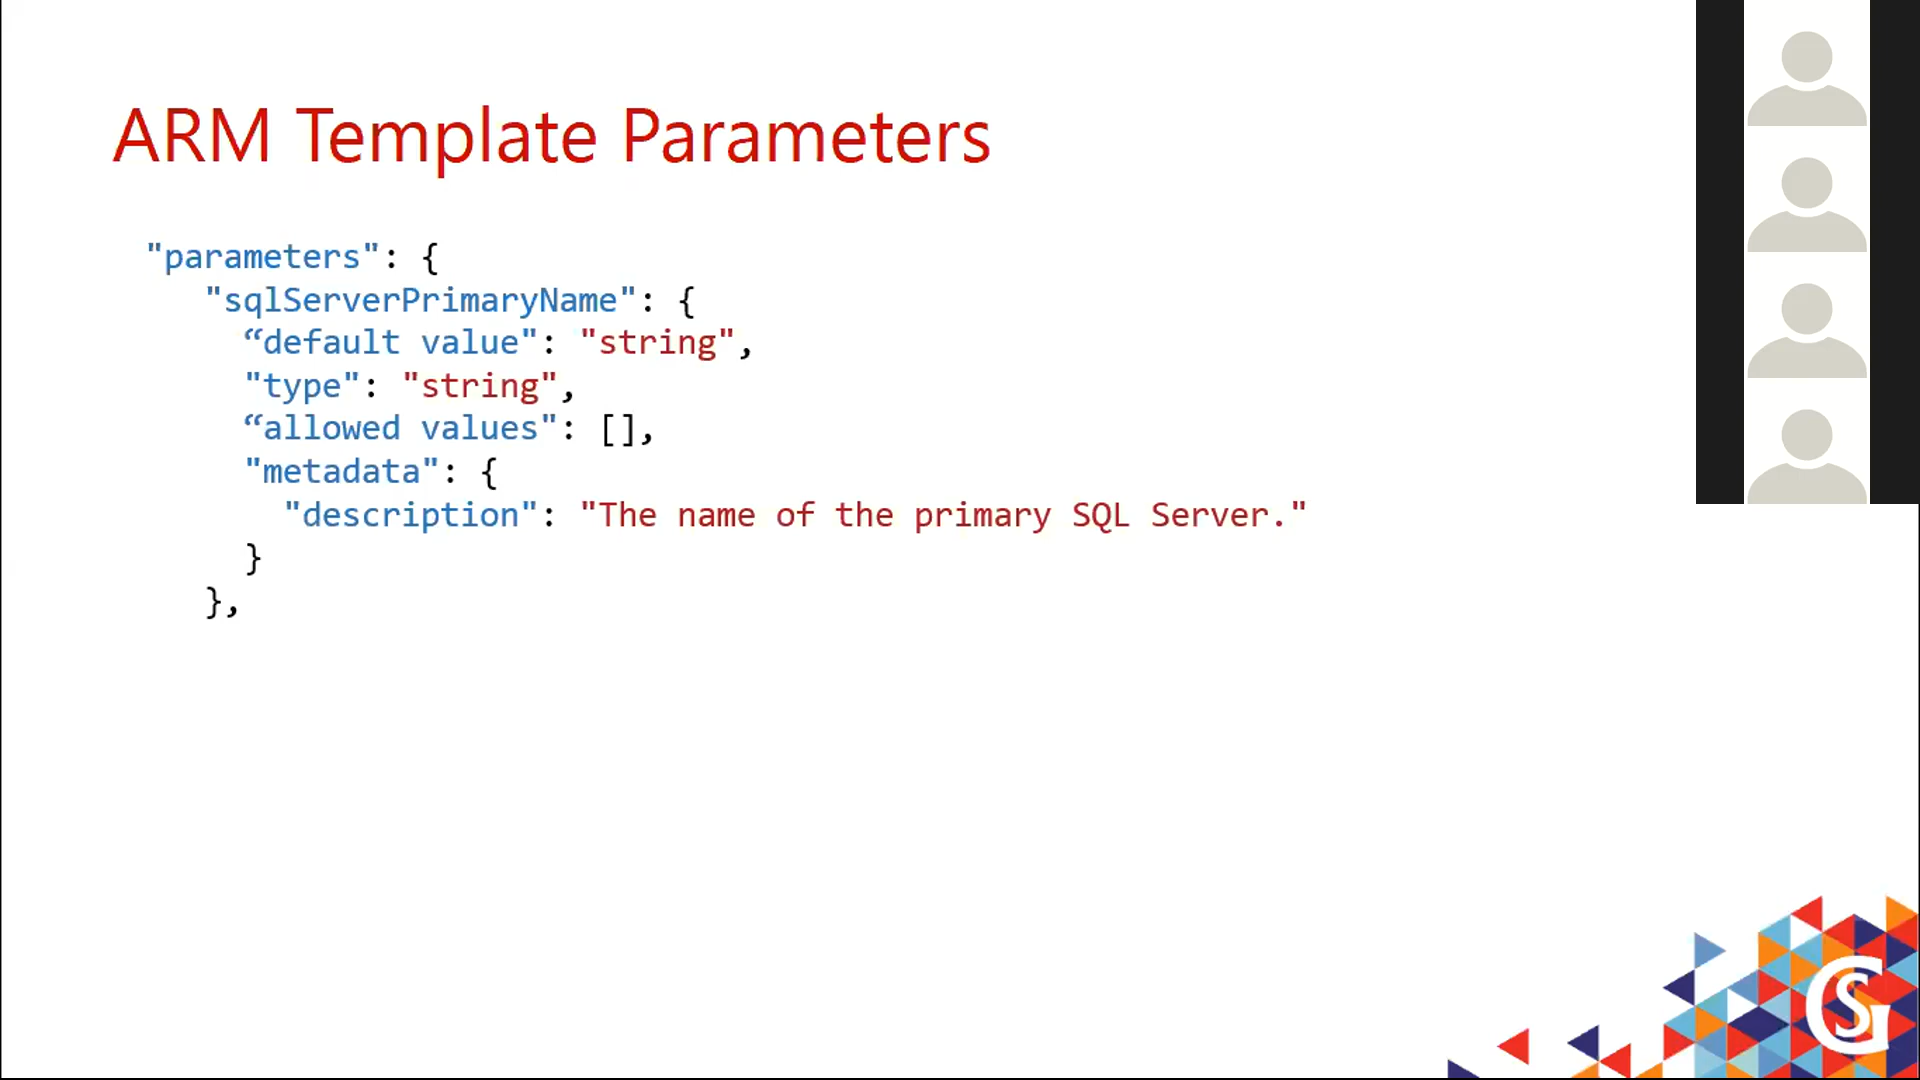 ARM Template Parameters
"parameters": {
"sqlServerPrimaryName": {
“default value": "string",
"type": "string",
“allowed values": [],
"metadata": {
"description": "The name of the primary SQL Server."
}
},